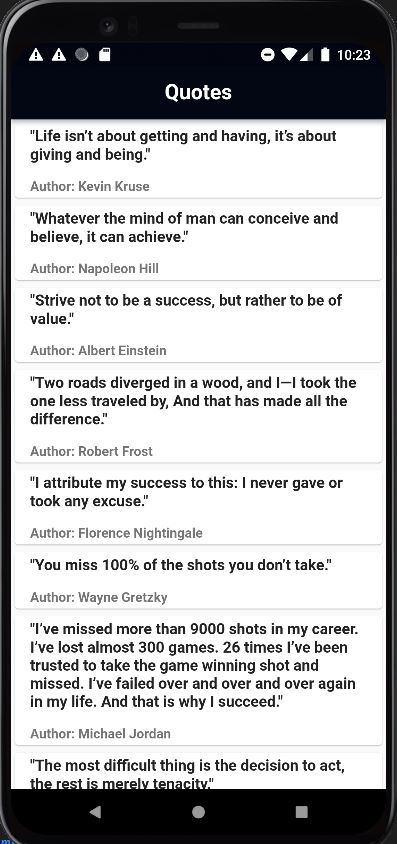 10:23
Quotes
"Life isn’t about getting and having, it’s about
giving and being."
Author: Kevin Kruse
"Whatever the mind of man can conceive and
believe, it can achieve."
Author: Napoleon Hill
"Strive not to be a success, but rather to be of
value."
Author: Albert Einstein
"Two roads diverged in a wood, and I—I took the
one less traveled by, And that has made all the
difference."
Author: Robert Frost
"I attribute my success to this: I never gave or
took any excuse."
Author: Florence Nightingale
"You miss 100% of the shots you don’t take."
Author: Wayne Gretzky
"I’ve missed more than 9000 shots in my career.
I’ve lost almost 300 games. 26 times I’ve been
trusted to take the game winning shot and
missed. I’ve failed over and over and over again
in my life. And that is why I succeed."
Author: Michael Jordan
"The most difficult thing is the decision to act,
the rest is merely tenacity."